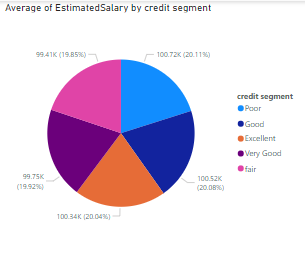 Average of EstimatedSalary by credit segment
99.41K (19.85%)
100.72K (20.11%)
credit segment
Poor
Good
Excellent
Very Good
fair
99.75K
(19.92%)
100.52K
(20.08%)
100.34K (20.04%)